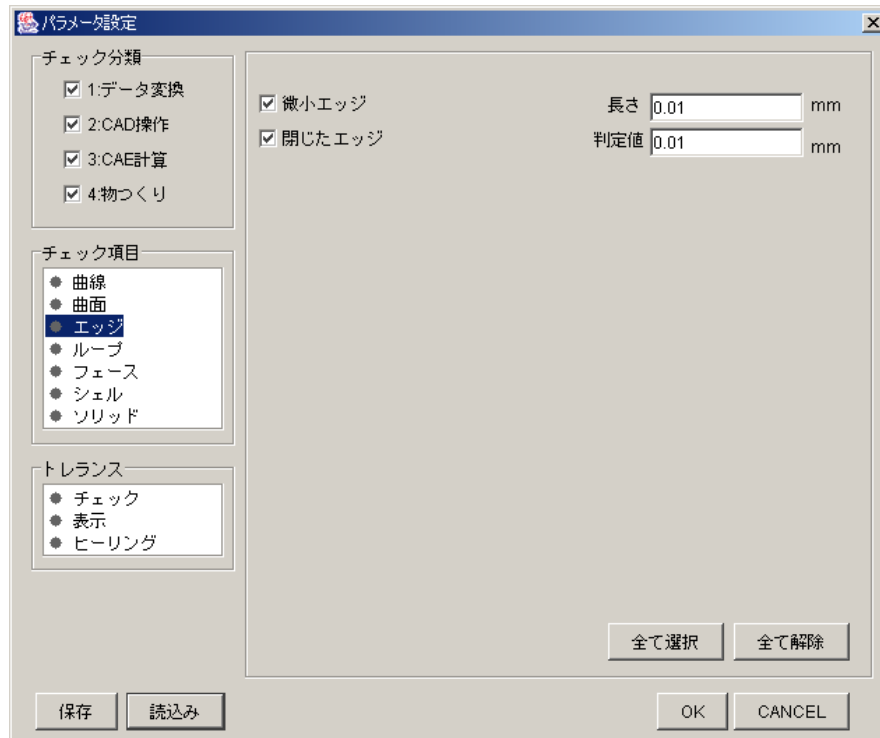 パラメータ設定
チェック分類
1:データ変換
2:CAD操作
3:CAE計算
4:物つくり
チェック項目
曲線
曲面
エッジ
ループ
フェース
シェル
ソリッド
トレランス
チェック
表示
ヒーリング
微小エッジ 長さ 0.01 mm
閉じたエッジ 判定値 0.01 mm
全て選択 全て解除
保存 読込み OK CANCEL